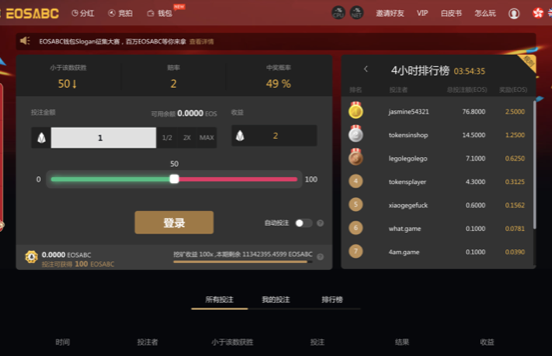 EOSABC 分红 竞拍 钱包 NEW CPU NET 邀请好友 VIP 白皮书 怎么玩
EOSABC钱包Slogan征集大赛，百万EOSABC等你来拿 查看详情
小于该数获胜 赔率 中奖概率
50↓ 2 49 %
投注金额 可用余额 0.0000 EOS 收益
1 1/2 2X MAX 2
50
0 100
登录 自动投注
0.0000 EOSABC
投注可获得 100 EOSABC
挖矿收益 100x ,本期剩余 11342395.4599 EOSABC
4小时排行榜 03:54:35
排名 投注者 总投注额(EOS) 奖励(EOS)
jasmine54321 76.8000 2.5000
tokensinshop 14.5000 1.2500
legolegolego 7.1000 0.6250
4 tokensplayer 4.3000 0.3125
5 xiaogegefuck 0.6000 0.1562
6 what.game 0.1000 0.0781
7 4am.game 0.1000 0.0390
所有投注 我的投注 排行榜
时间 投注者 小于该数获胜 投注 结果 收益